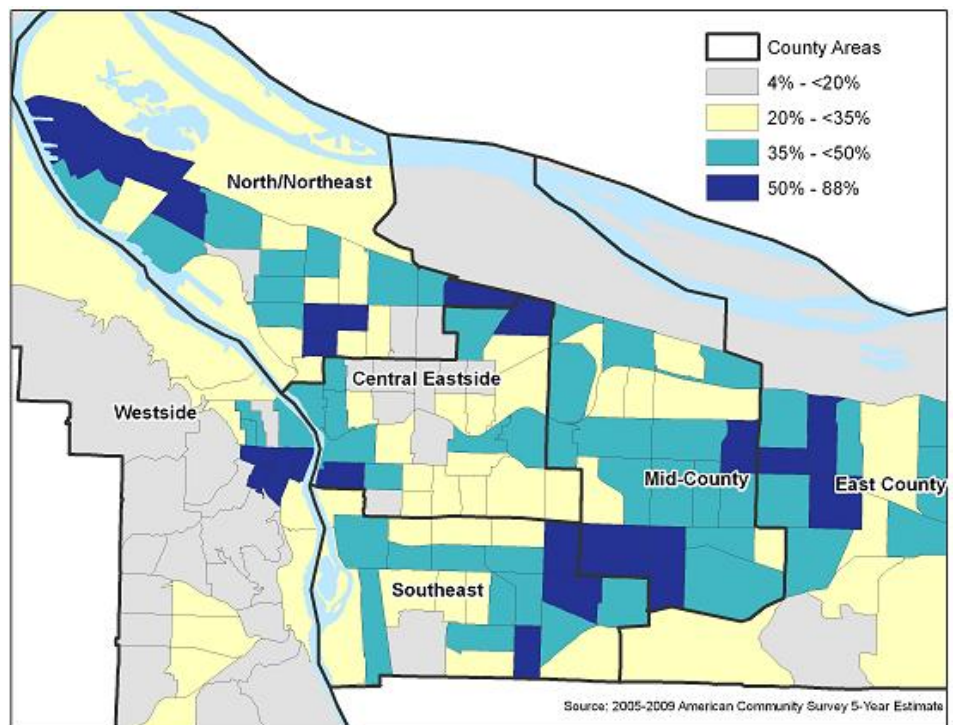 County Areas
4% - <20%
20% - <35%
35% - <50%
50% - 88%
North/Northeast
Central Eastside
Westside
Mid-County
East County
Southeast
Source: 2005-2009 American Community Survey 5-Year Estimate